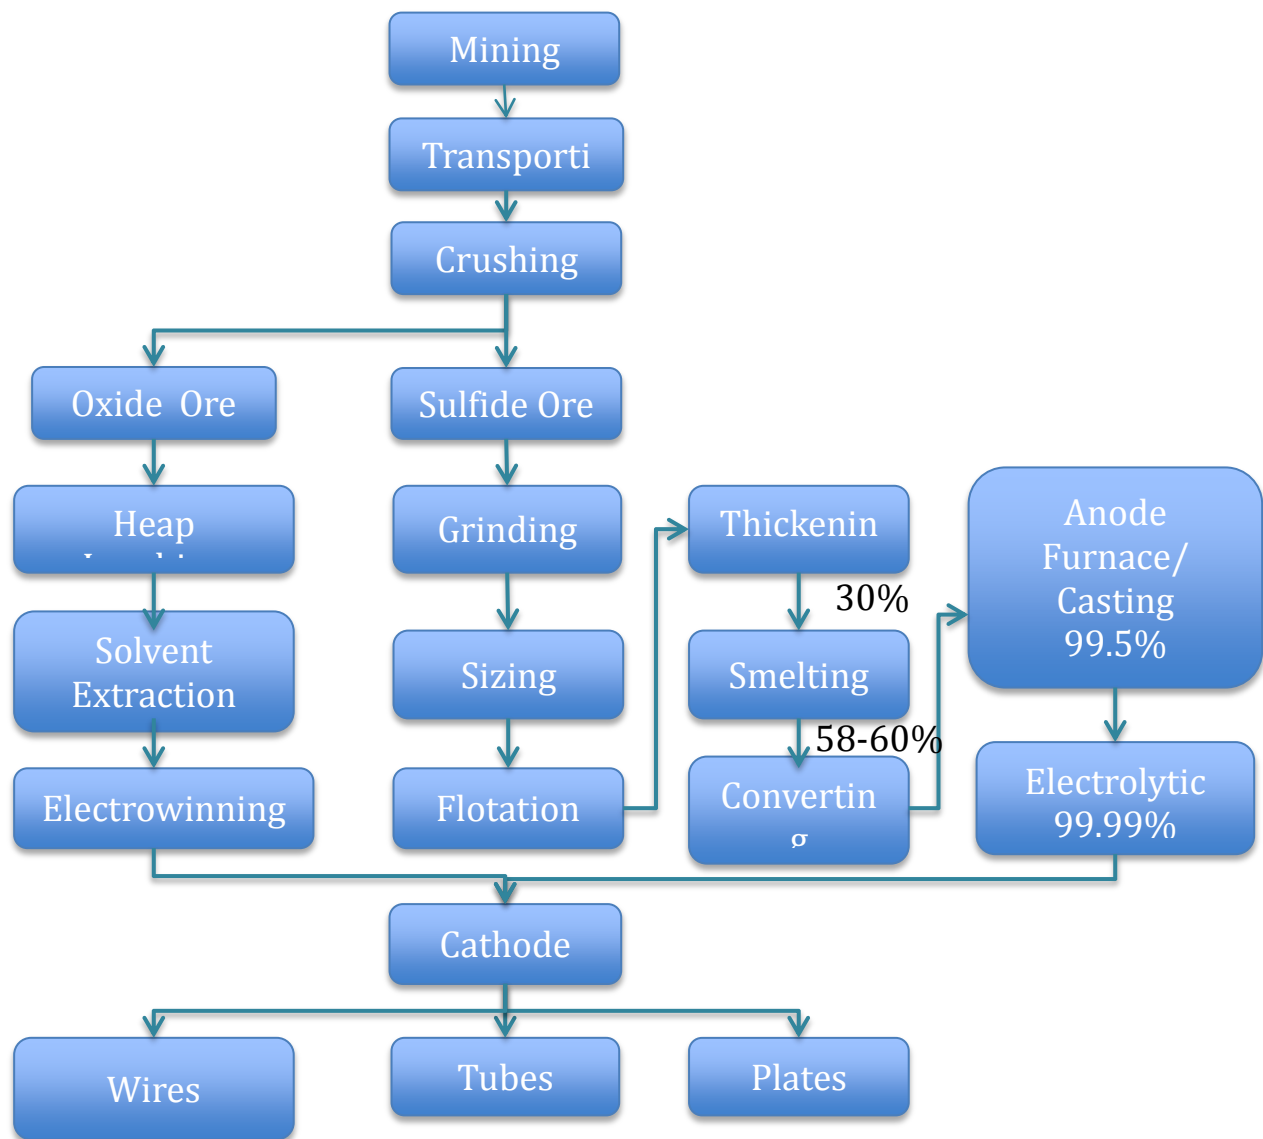 Mining
Transporti
Crushing
Oxide Ore
Sulfide Ore
Heap
Grinding
Thickenin
Anode
Furnace/
Casting
99.5%
30%
Solvent
Extraction
Sizing
Smelting
58-60%
Electrowinning
Flotation
Convertin
g
Electrolytic
99.99%
Cathode
Wires
Tubes
Plates